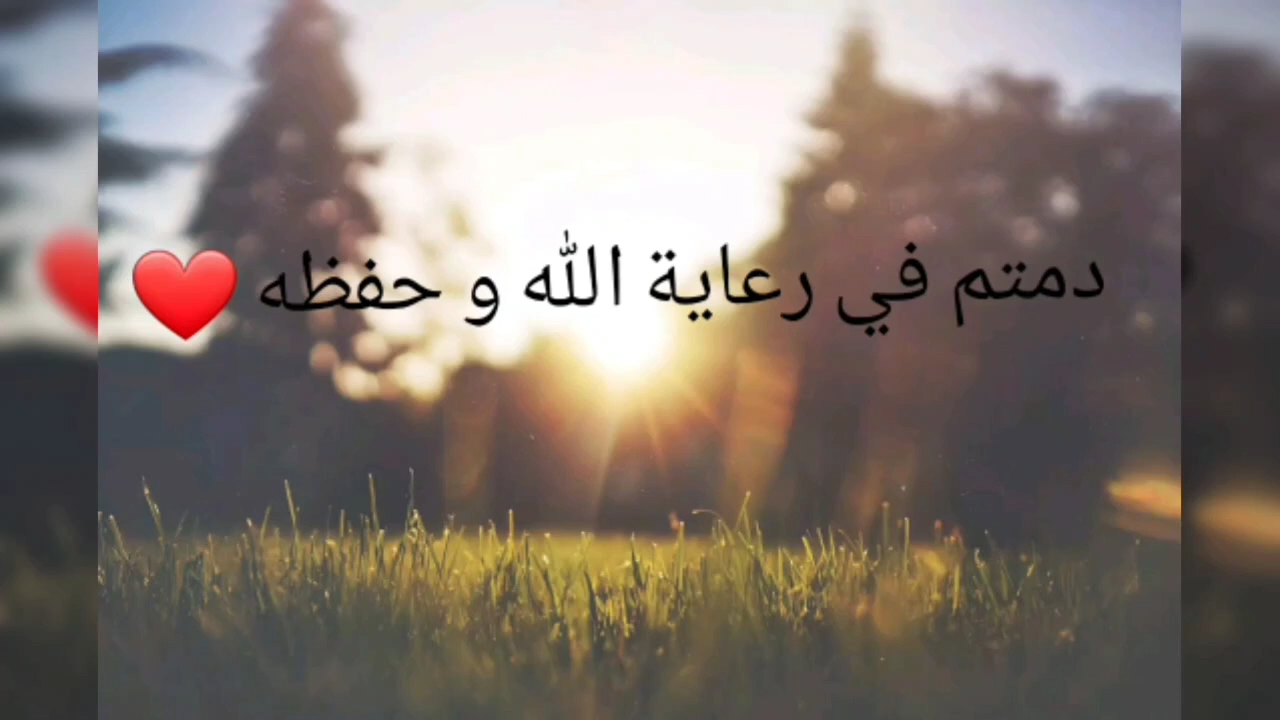 دمتم في رعاية الله و حفظه ❤